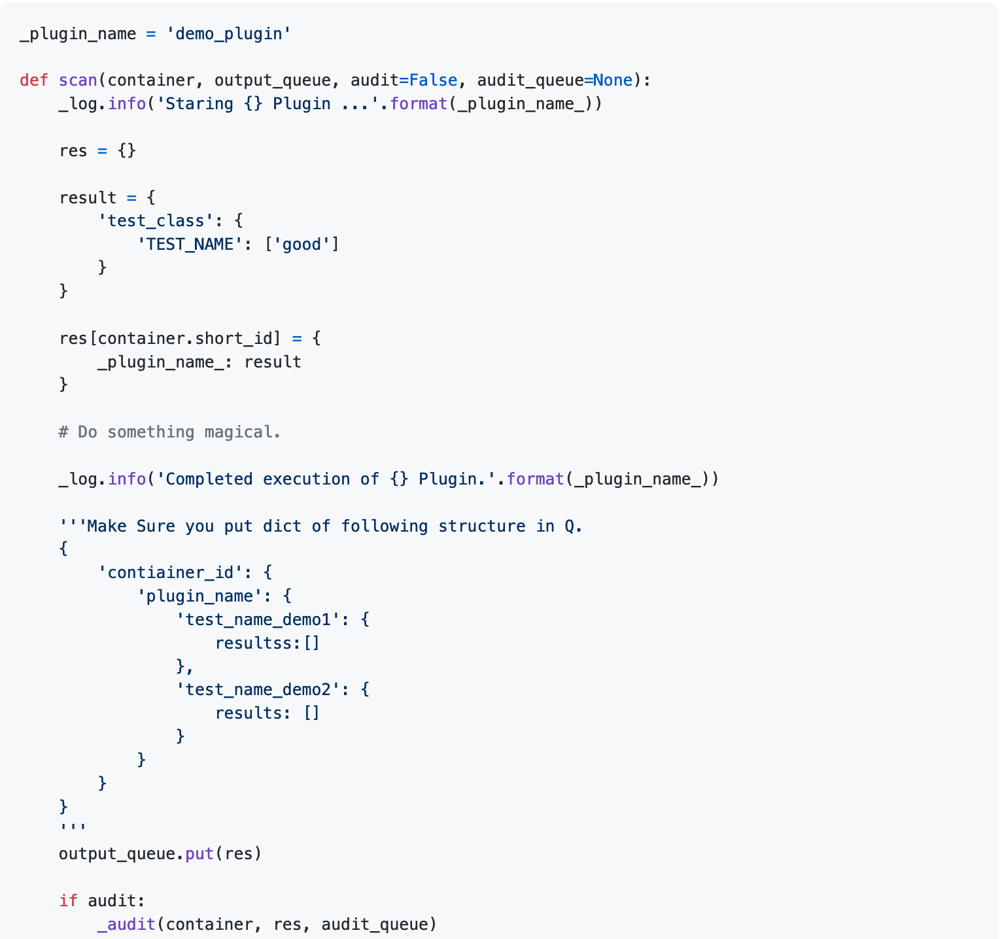 _plugin_name = 'demo_plugin'

def scan(container, output_queue, audit=False, audit_queue=None):
    _log.info('Staring {} Plugin ...'.format(_plugin_name_))

    res = {}

    result = {
        'test_class': {
            'TEST_NAME': ['good']
        }
    }

    res[container.short_id] = {
        _plugin_name_: result
    }

    # Do something magical.

    _log.info('Completed execution of {} Plugin.'.format(_plugin_name_))

    '''Make Sure you put dict of following structure in Q.
    {
        'contiainer_id': {
            'plugin_name': {
                'test_name_demo1': {
                    resultss:[]
                },
                'test_name_demo2': {
                    results: []
                }
            }
        }
    }
    '''
    output_queue.put(res)

    if audit:
        _audit(container, res, audit_queue)